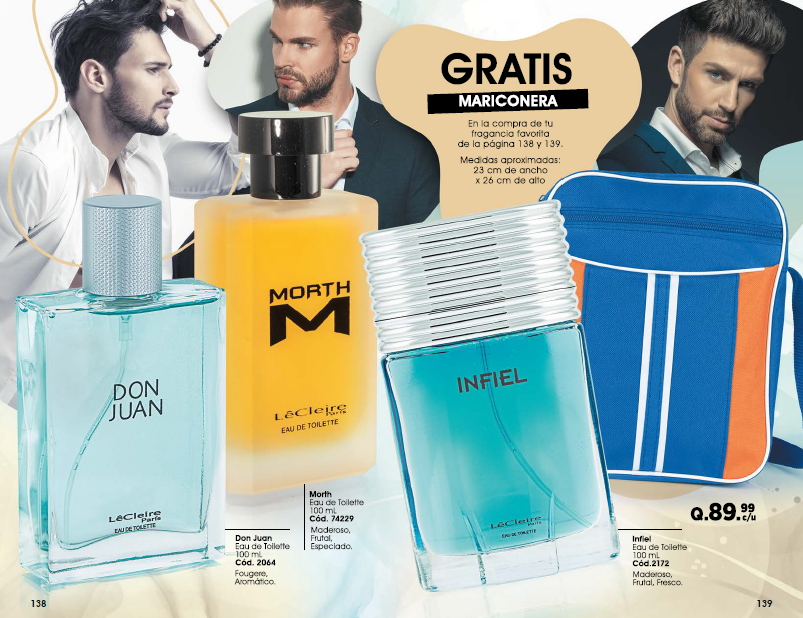 GRATIS
MARICONERA
En la compra de tu
fragancia favorita
de la página 138 y 139.
Medidas aproximadas:
23 cm de ancho
x 26 cm de alto
MORTH
M
LêCleire
Paris
EAU DE TOILETTE
DON
JUAN
LêCleire
Paris
EAU DE TOILETTE
INFIEL
LêCleire
Paris
EAU DE TOILETTE
Morth
Eau de Toilette
100 mL
Cód. 74229
Maderoso,
Frutal,
Especiado.
Don Juan
Eau de Toilette
100 mL
Cód. 2064
Fougere,
Aromático.
Q.89.99
c/u
Infiel
Eau de Toilette
100 mL
Cód.2172
Maderoso,
Frutal, Fresco.
138
139